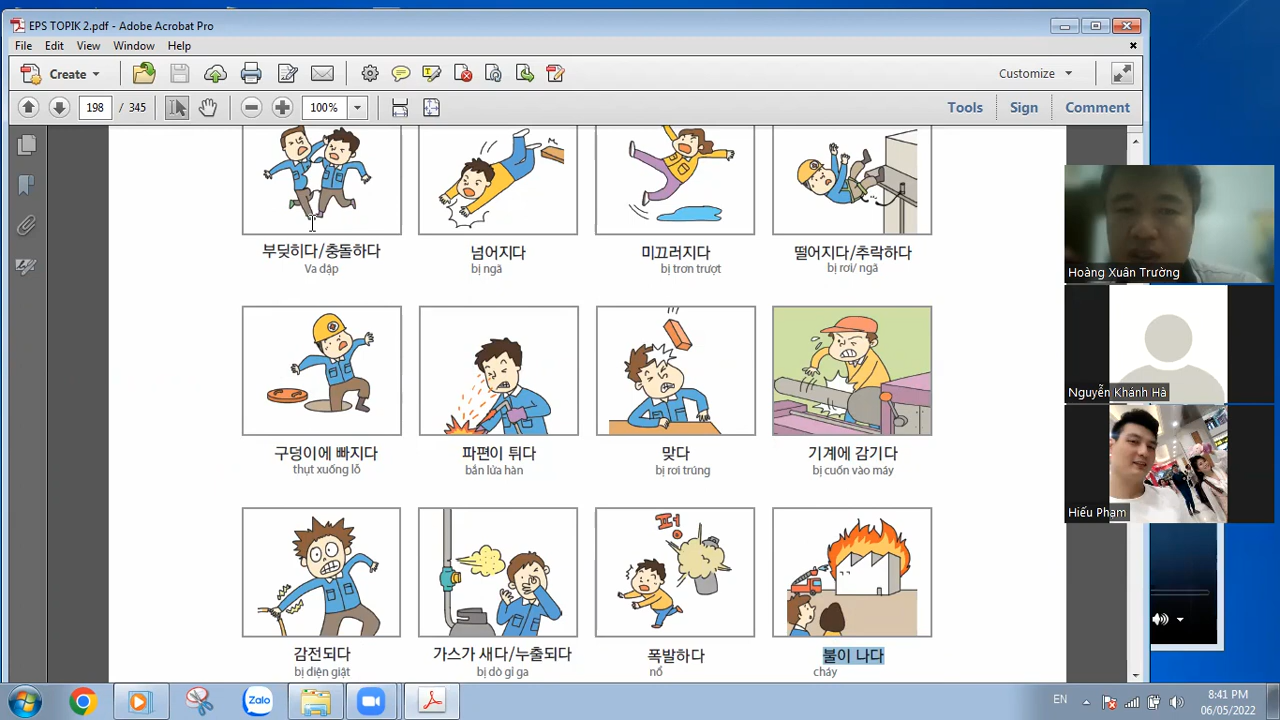 EPS TOPIK 2.pdf - Adobe Acrobat Pro
File Edit View Window Help
Create
Customize
198 / 345
100%
Tools Sign Comment
부딪히다/충돌하다 넘어지다 미끄러지다 떨어지다/추락하다
Va dập bị ngã bị trơn trượt bị rơi/ ngã
구덩이에 빠지다 파편이 튀다 맞다 기계에 감기다
thụt xuống lỗ bắn lửa hàn bị rơi trúng bị cuốn vào máy
펑
감전되다 가스가 새다/누출되다 폭발하다 불이 나다
bị điện giật bị dò gỉ ga nổ cháy
Hoàng Xuân Trường
Nguyễn Khánh Hà
Hiếu Phạm
Zalo
EN
8:41 PM
06/05/2022